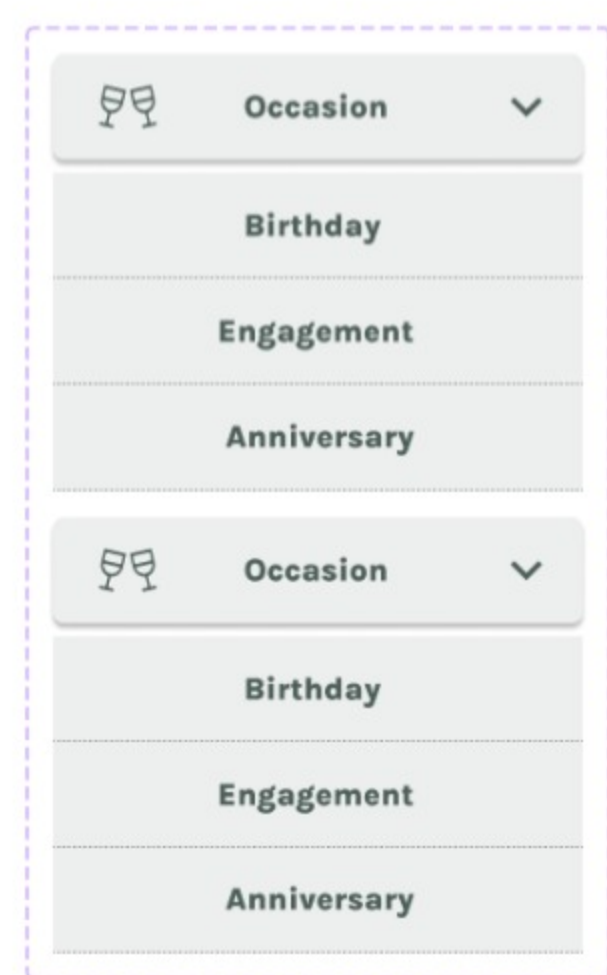 Occasion
Birthday
Engagement
Anniversary
Occasion
Birthday
Engagement
Anniversary